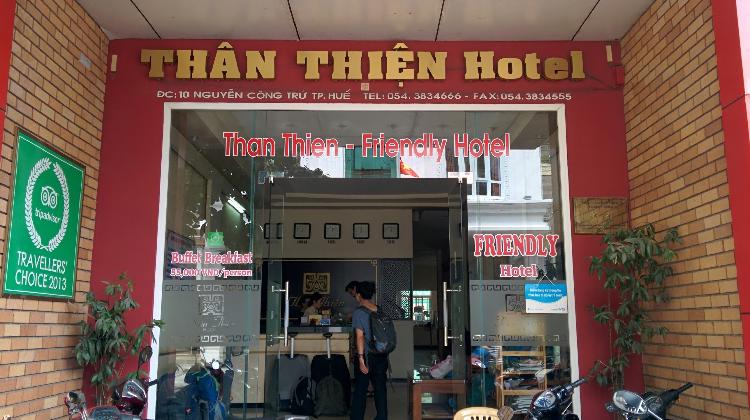 THÂN THIỆN Hotel
ĐC: 10 NGUYỄN CÔNG TRỨ TP. HUẾ TEL: 054. 3834666 - FAX: 054.3834555
Than Thien - Friendly Hotel
tripadvisor
TRAVELLERS'
CHOICE 2013
Buffet Breakfast
55,000 VND/person
FRIENDLY
Hotel